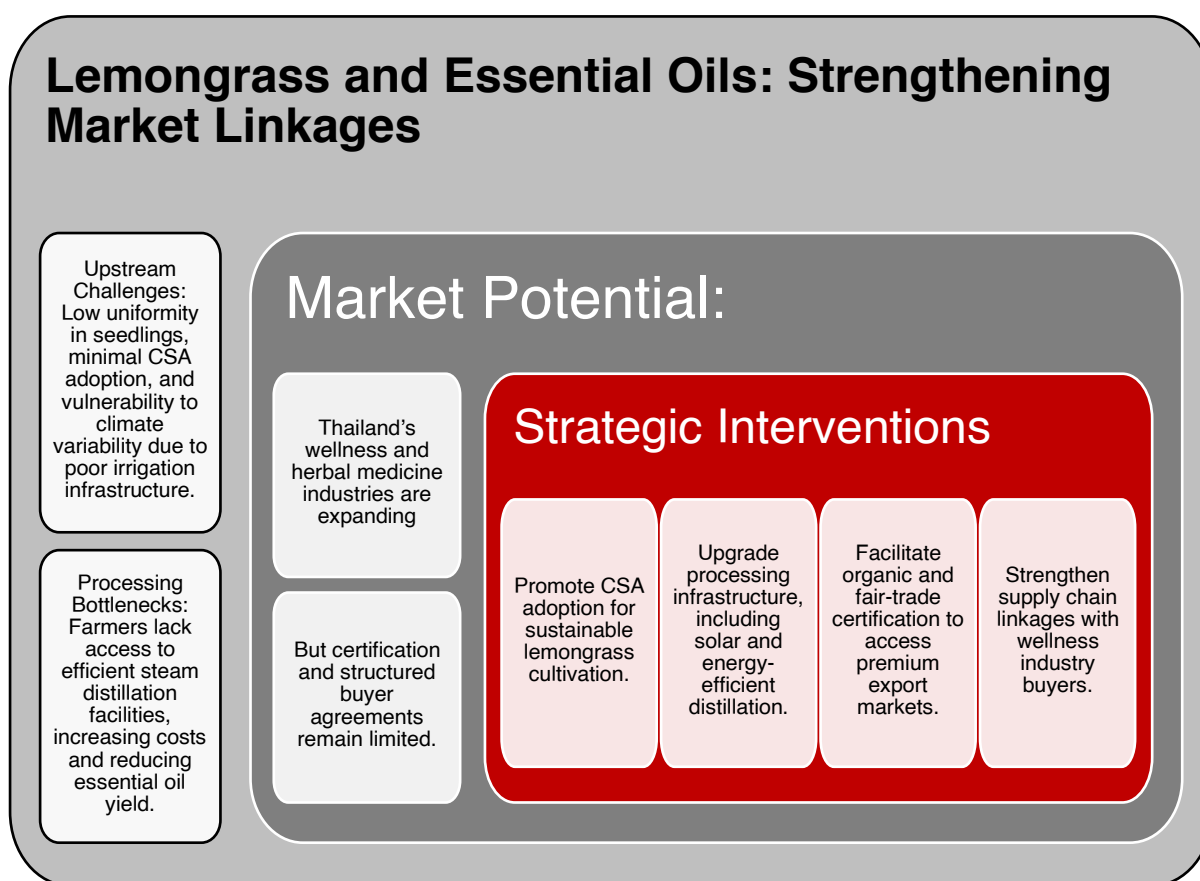 Lemongrass and Essential Oils: Strengthening
Market Linkages
Upstream
Challenges:
Low uniformity
in seedlings,
minimal CSA
adoption, and
vulnerability to
climate
variability due to
poor irrigation
infrastructure.
Processing
Bottlenecks:
Farmers lack
access to
efficient steam
distillation
facilities,
increasing costs
and reducing
essential oil
yield.
Market Potential:
Thailand’s
wellness and
herbal medicine
industries are
expanding
But certification
and structured
buyer
agreements
remain limited.
Strategic Interventions
Promote CSA
adoption for
sustainable
lemongrass
cultivation.
Upgrade
processing
infrastructure,
including
solar and
energy-
efficient
distillation.
Facilitate
organic and
fair-trade
certification to
access
premium
export
markets.
Strengthen
supply chain
linkages with
wellness
industry
buyers.